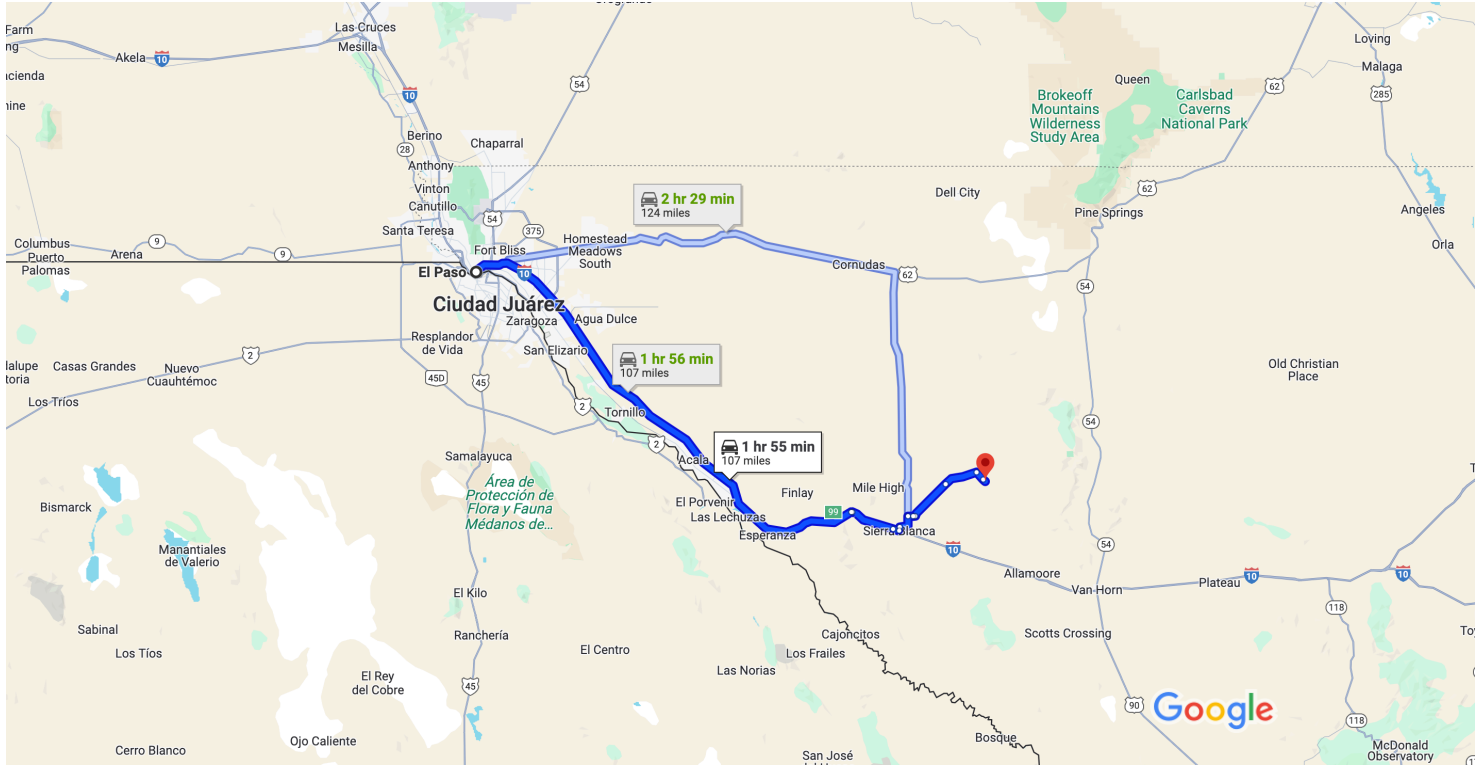 Las Cruces
Farm
Mesilla
Loving
Akela
10
Malaga
54
Queen
62
285
10
Brokeoff
Mountains
Wilderness
Study Area
Carlsbad
Caverns
National Park
Berino
28
Chaparral
Anthony
Vinton
Canutillo
62
Dell City
2 hr 29 min
124 miles
54
375
Pine Springs
Angeles
Santa Teresa
Columbus
Puerto
Palomas
9
Arena
9
Fort Bliss
Homestead
Meadows
South
Orla
El Paso
10
Cornudas
62
54
Ciudad Juárez
Zaragoza
Agua Dulce
Resplandor
de Vida
San Elizario
2
1 hr 56 min
107 miles
Casas Grandes
Nuevo
Cuauhtémoc
45D
45
Old Christian
Place
Los Tríos
2
Tornillo
54
2
1 hr 55 min
107 miles
Samalayuca
Acala
Área de
Protección de
Flora y Fauna
Médanos de...
El Porvenir
Finlay
Mile High
Bismarck
Las Lechuzas
99
Esperanza
Sierra Blanca
Manantiales
de Valerio
10
54
Allamoore
Van Horn
Plateau
10
10
El Kilo
118
Sabinal
Ranchería
Cajoncitos
Scotts Crossing
Los Tíos
El Centro
Los Frailes
El Rey
del Cobre
45
Las Norias
90
Google
118
Ojo Caliente
Bosque
Cerro Blanco
San José
McDonald
Observatory